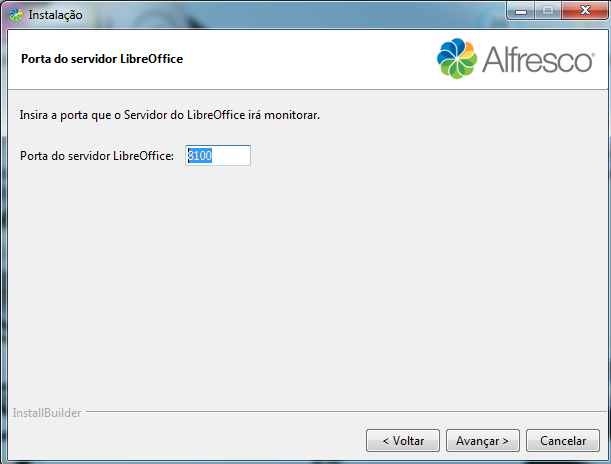 Instalação
Porta do servidor LibreOffice
Alfresco
Insira a porta que o Servidor do LibreOffice irá monitorar.
Porta do servidor LibreOffice: 8100
InstallBuilder
< Voltar Avançar > Cancelar